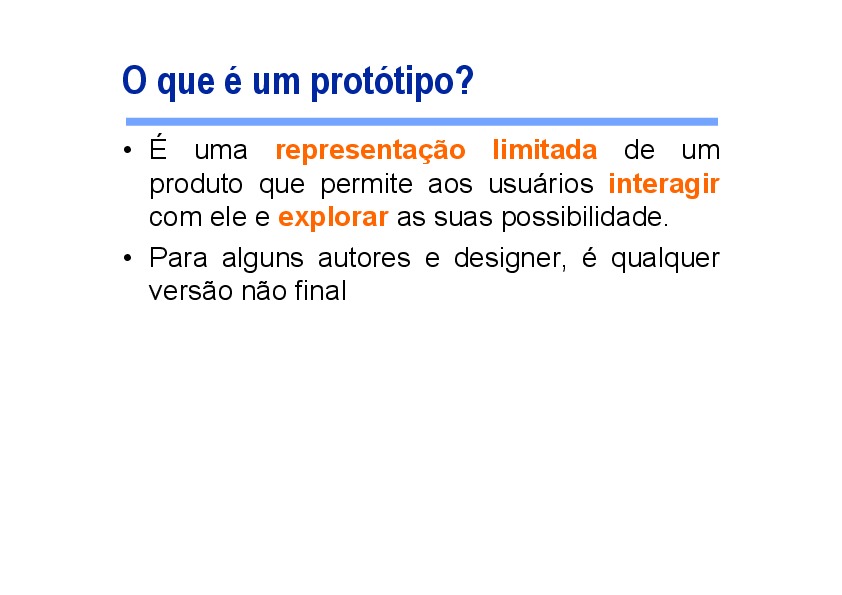 O que é um protótipo?
• É uma representação limitada de um
produto que permite aos usuários interagir
com ele e explorar as suas possibilidade.
• Para alguns autores e designer, é qualquer
versão não final